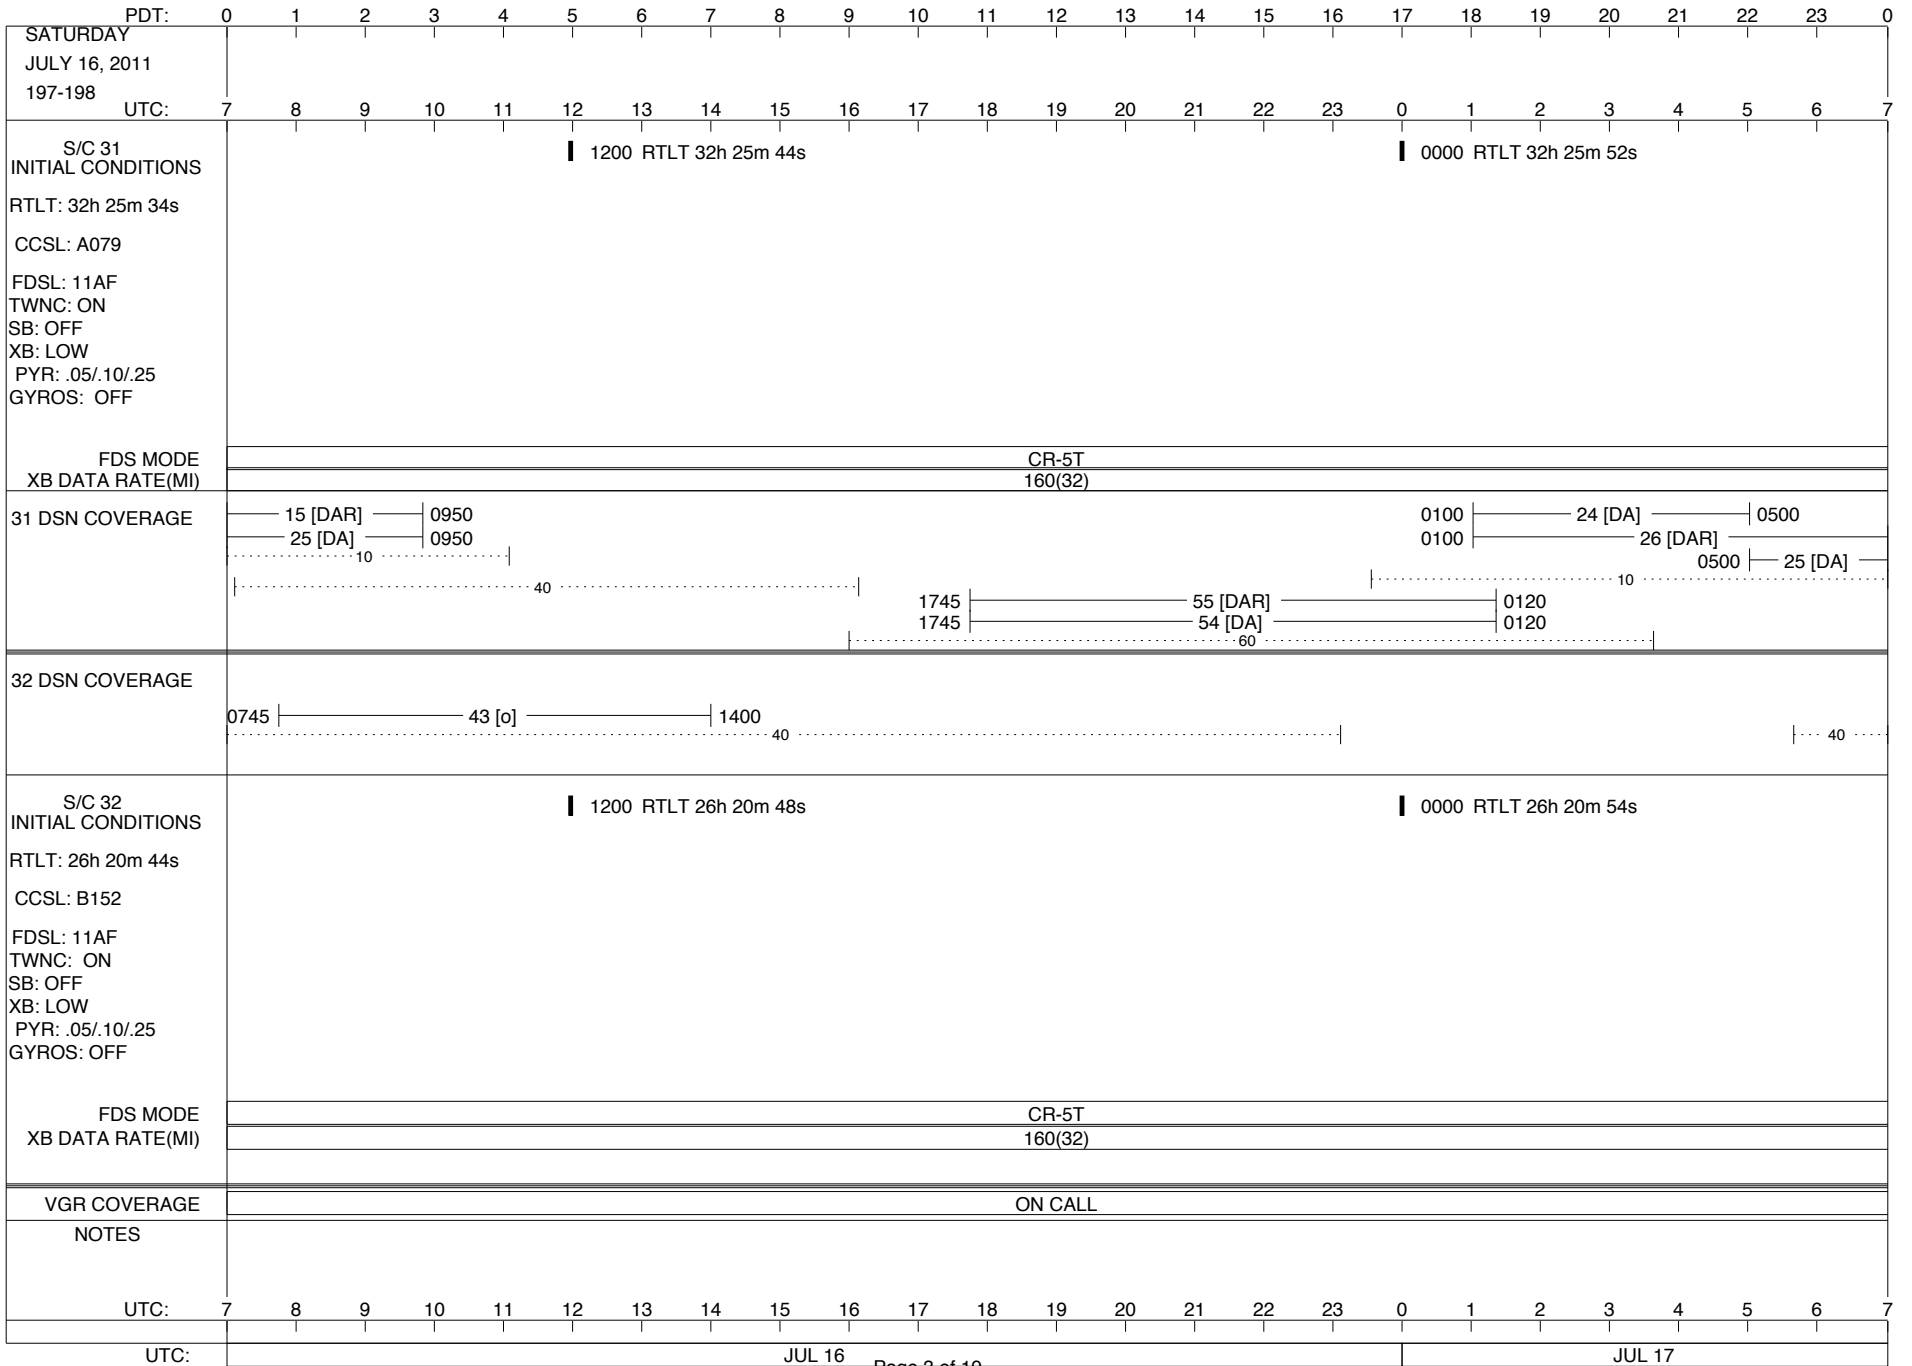 PDT: 0 1 2 3 4 5 6 7 8 9 10 11 12 13 14 15 16 17 18 19 20 21 22 23 0
SATURDAY
JULY 16, 2011
197-198
UTC: 7 8 9 10 11 12 13 14 15 16 17 18 19 20 21 22 23 0 1 2 3 4 5 6 7
S/C 31
INITIAL CONDITIONS
1200 RTLT 32h 25m 44s
0000 RTLT 32h 25m 52s
RTLT: 32h 25m 34s
CCSL: A079
FDSL: 11AF
TWNC: ON
SB: OFF
XB: LOW
PYR: .05/.10/.25
GYROS: OFF
FDS MODE CR-5T
XB DATA RATE(MI) 160(32)
31 DSN COVERAGE
15 [DAR] 0950 0100 24 [DA] 0500
25 [DA] 0950 0100 26 [DAR]
10 0500 25 [DA]
40 10
1745 55 [DAR] 0120
1745 54 [DA] 0120
60
32 DSN COVERAGE
0745 43 [o] 1400
40 40
S/C 32
INITIAL CONDITIONS
1200 RTLT 26h 20m 48s
0000 RTLT 26h 20m 54s
RTLT: 26h 20m 44s
CCSL: B152
FDSL: 11AF
TWNC: ON
SB: OFF
XB: LOW
PYR: .05/.10/.25
GYROS: OFF
FDS MODE CR-5T
XB DATA RATE(MI) 160(32)
VGR COVERAGE ON CALL
NOTES
UTC: 7 8 9 10 11 12 13 14 15 16 17 18 19 20 21 22 23 0 1 2 3 4 5 6 7
UTC: JUL 16 JUL 17